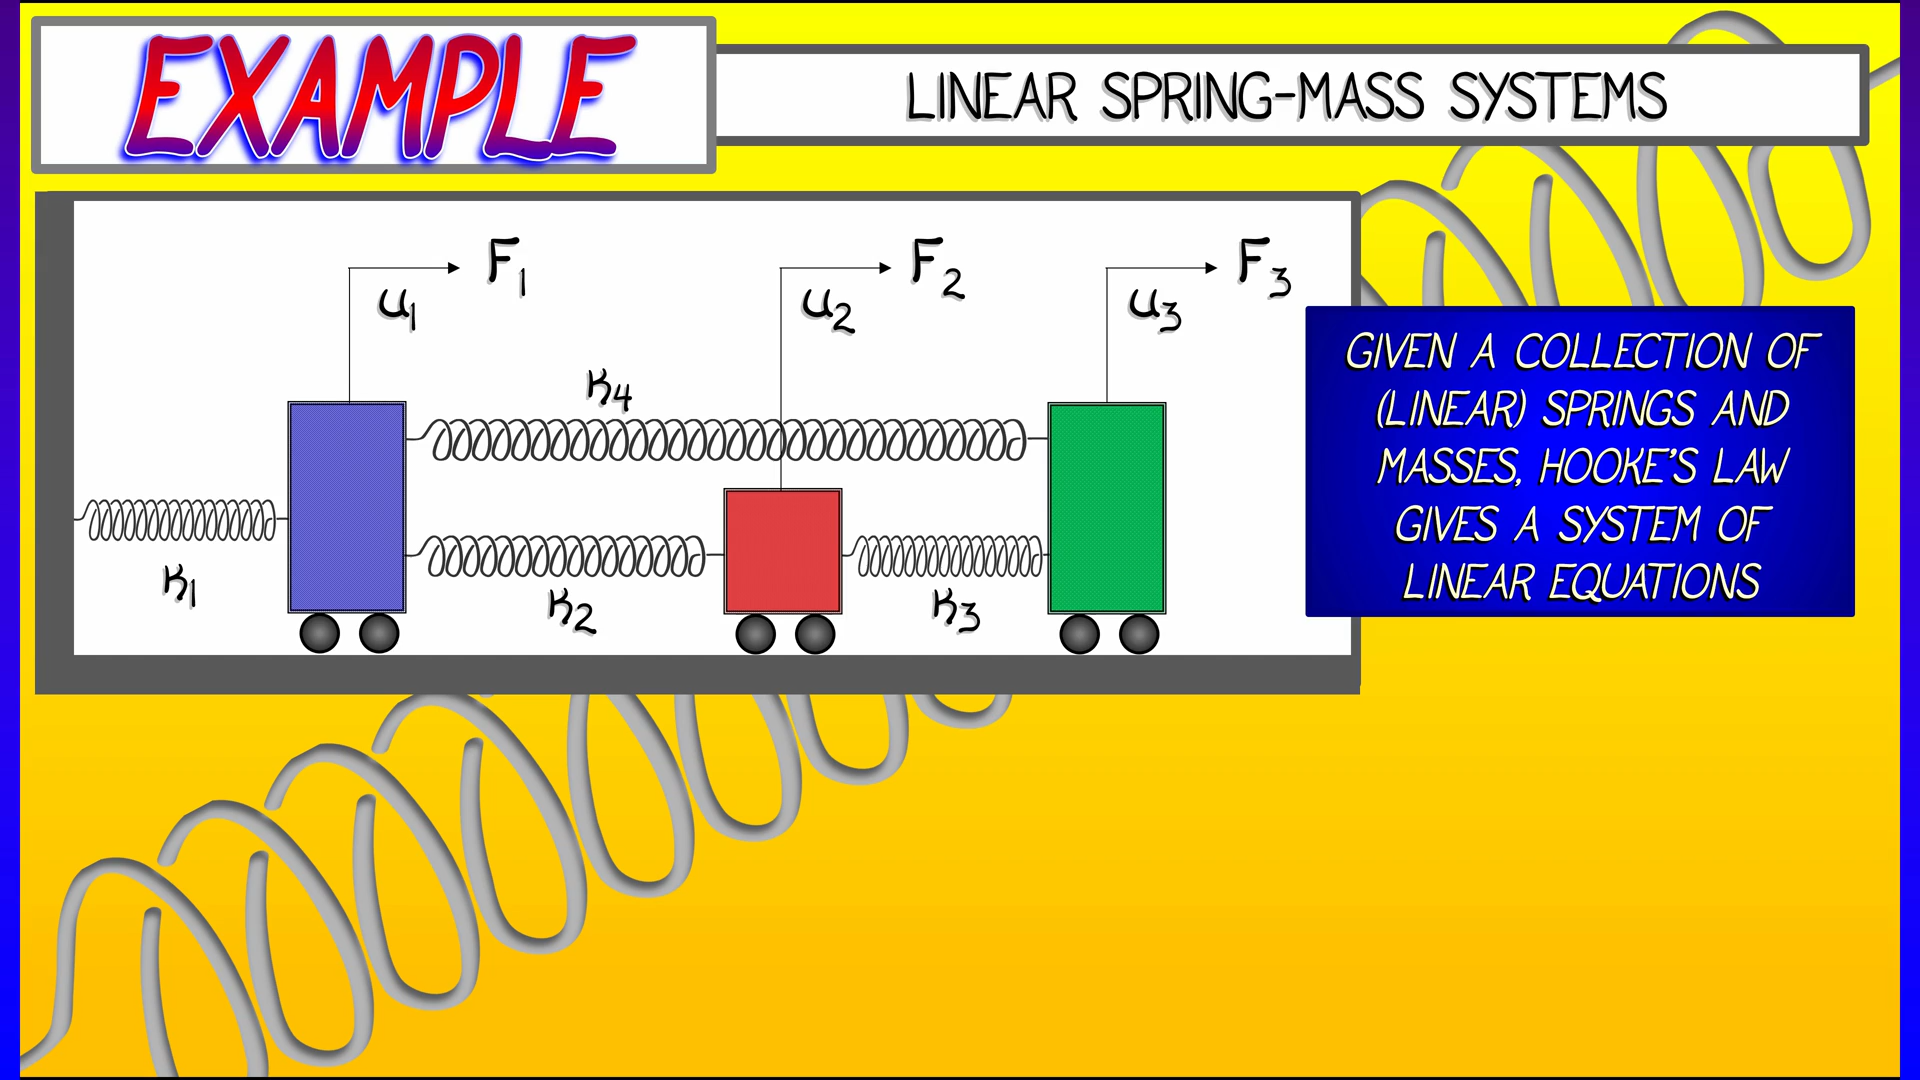 EXAMPLE
LINEAR SPRING-MASS SYSTEMS
F1
F2
F3
u1
u2
u3
K4
K1
K2
K3
GIVEN A COLLECTION OF
(LINEAR) SPRINGS AND
MASSES, HOOKE'S LAW
GIVES A SYSTEM OF
LINEAR EQUATIONS